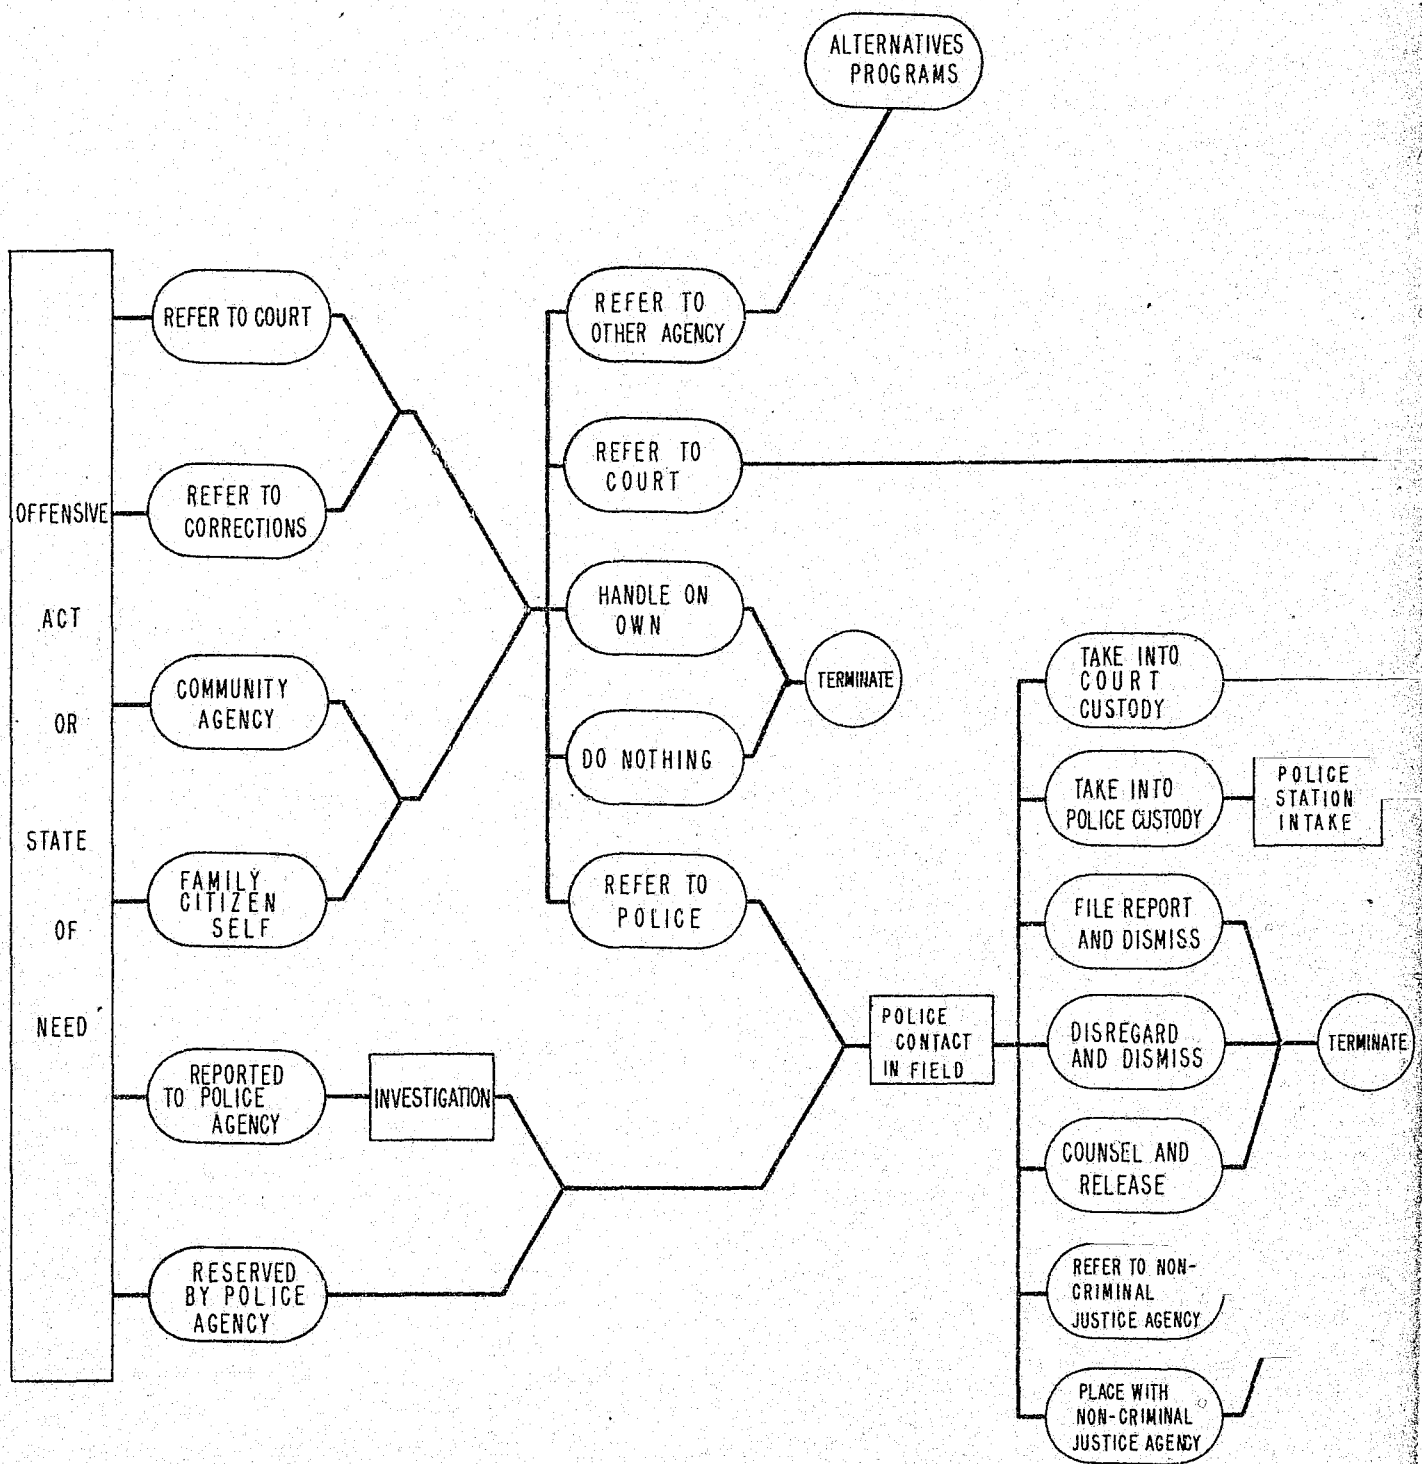 ALTERNATIVES
PROGRAMS
OFFENSIVE
ACT
OR
STATE
OF
NEED
REFER TO COURT
REFER TO
CORRECTIONS
COMMUNITY
AGENCY
FAMILY
CITIZEN
SELF
REPORTED
TO POLICE
AGENCY
INVESTIGATION
RESERVED
BY POLICE
AGENCY
REFER TO
OTHER AGENCY
REFER TO
COURT
HANDLE ON
OWN
DO NOTHING
TERMINATE
REFER TO
POLICE
POLICE
CONTACT
IN FIELD
TAKE INTO
COURT
CUSTODY
TAKE INTO
POLICE CUSTODY
POLICE
STATION
INTAKE
FILE REPORT
AND DISMISS
DISREGARD
AND DISMISS
TERMINATE
COUNSEL AND
RELEASE
REFER TO NON-
CRIMINAL
JUSTICE AGENCY
PLACE WITH
NON-CRIMINAL
JUSTICE AGENCY